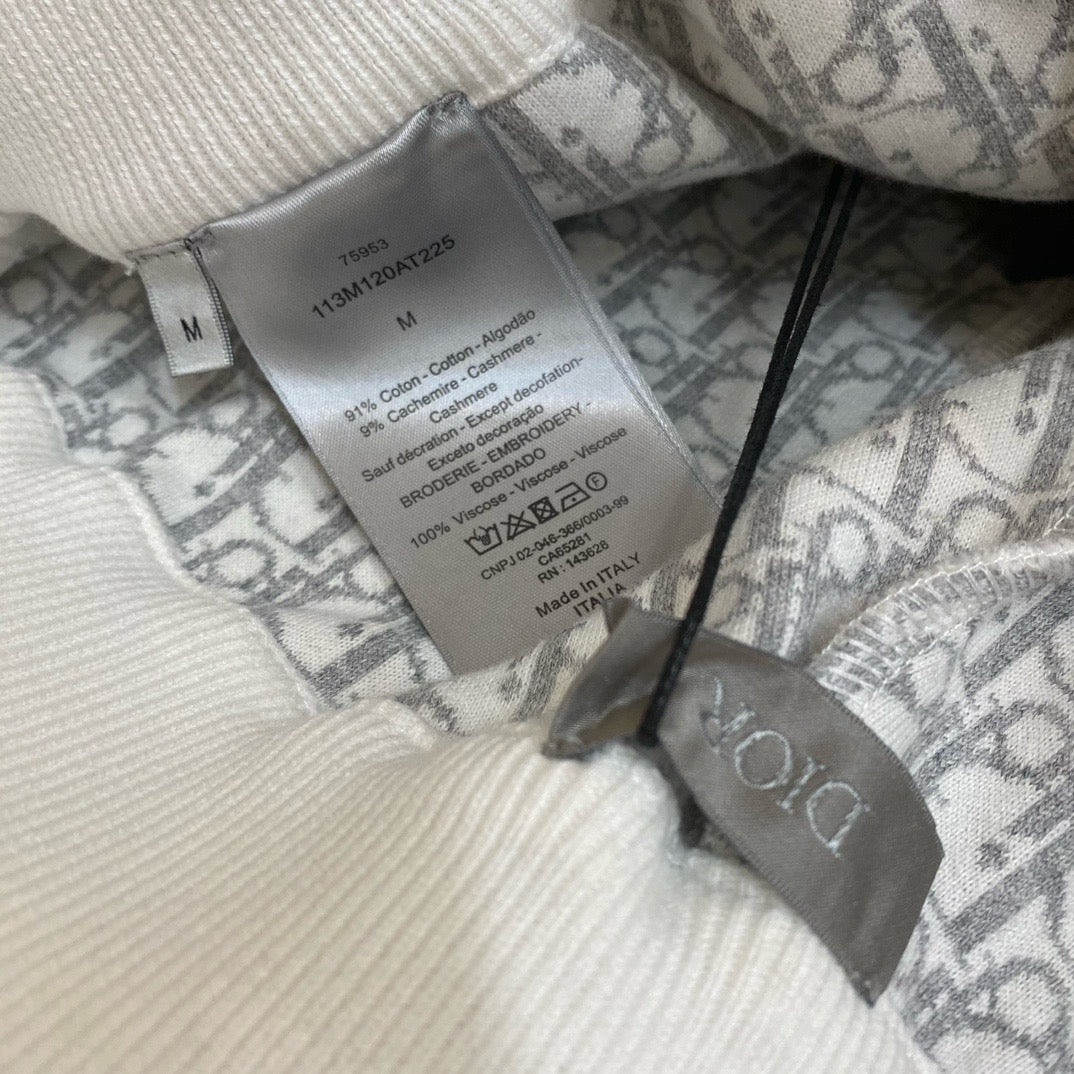 75953
113M120AT225
M
M
91% Coton - Cotton - Algodão
9% Cachemire - Cashmere -
Cashmere
Sauf décration - Except decofation-
Exceto decoração
BRODERIE - EMBROIDERY -
BORDADO
100% Viscose - Viscose - Viscose
F
CNPJ 02-046-366/0003-99
CA65281
RN : 143626
Made In ITALY
ITALIA
DIOR